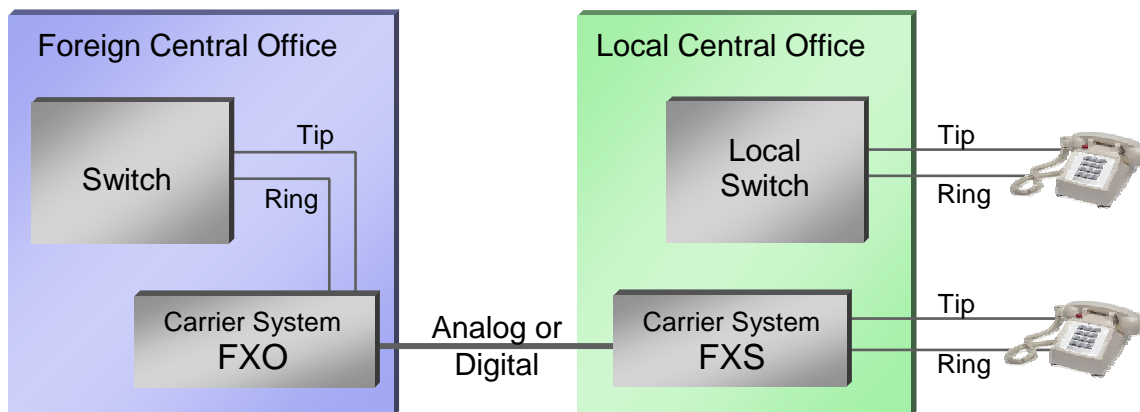 Foreign Central Office
Switch
Tip
Ring
Carrier System
FXO
Analog or
Digital
Local Central Office
Local
Switch
Tip
Ring
Carrier System
FXS
Tip
Ring